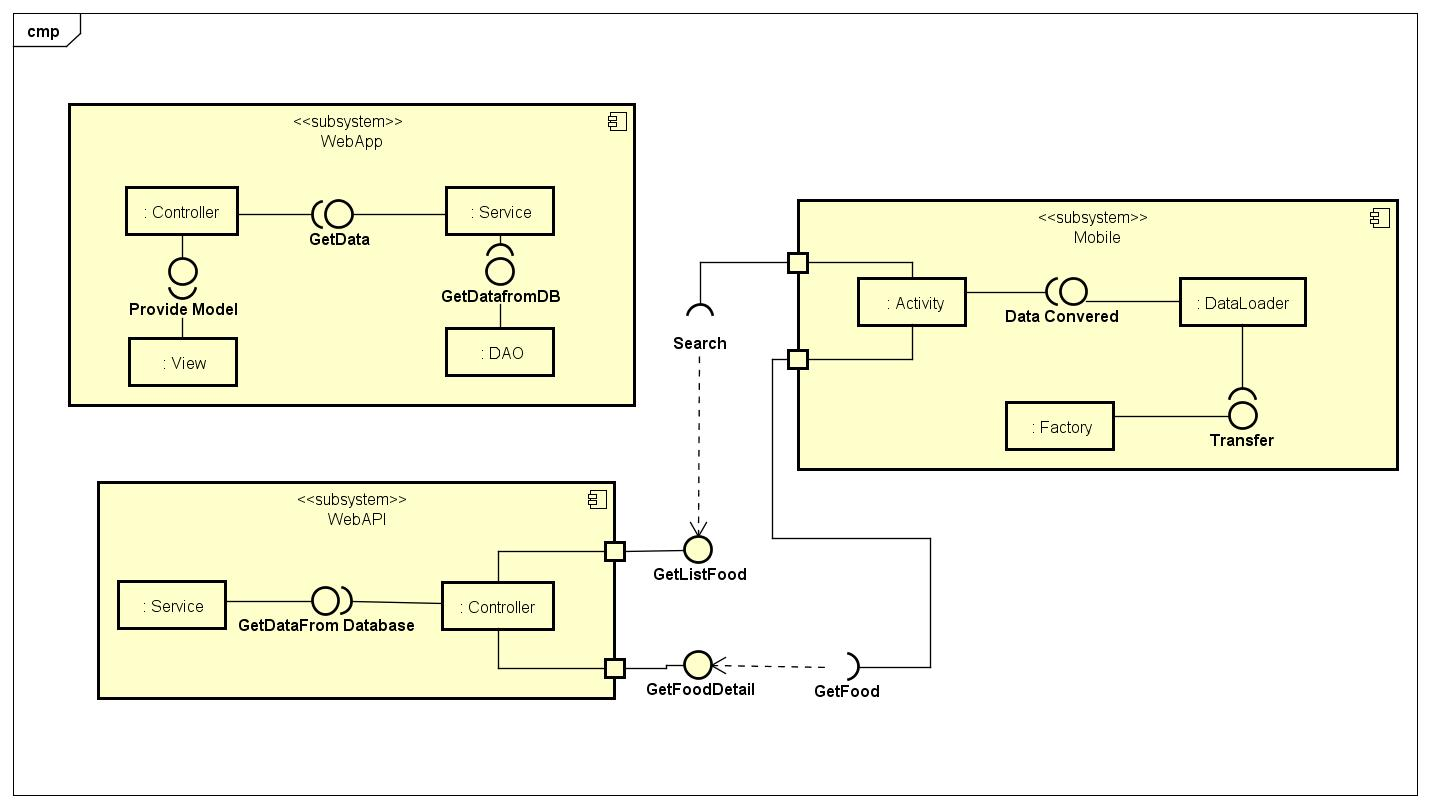 cmp
<<subsystem>>
WebApp
: Controller
: Service
GetData
Provide Model
GetDatafromDB
: View
: DAO
<<subsystem>>
Mobile
: Activity
: DataLoader
Data Convered
Search
: Factory
Transfer
<<subsystem>>
WebAPI
: Service
: Controller
GetDataFrom Database
GetListFood
GetFoodDetail
GetFood